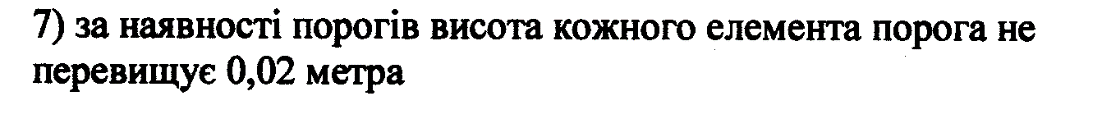 7) за наявності порогів висота кожного елемента порога не
перевищує 0,02 метра